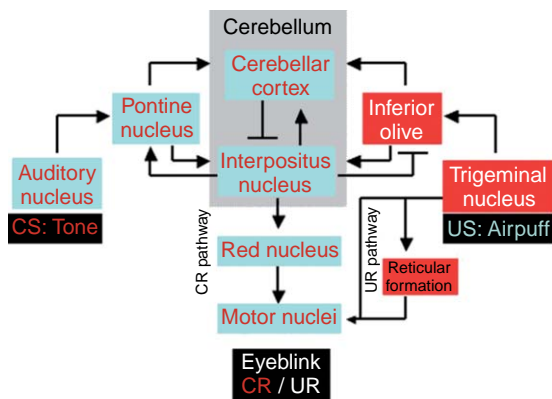 Cerebellum
Cerebellar
cortex
Pontine
nucleus
Inferior
olive
Auditory
nucleus
CS: Tone
Interpositus
nucleus
Trigeminal
nucleus
US: Airpuff
CR pathway
Red nucleus
UR pathway
Reticular
formation
Motor nuclei
Eyeblink
CR / UR